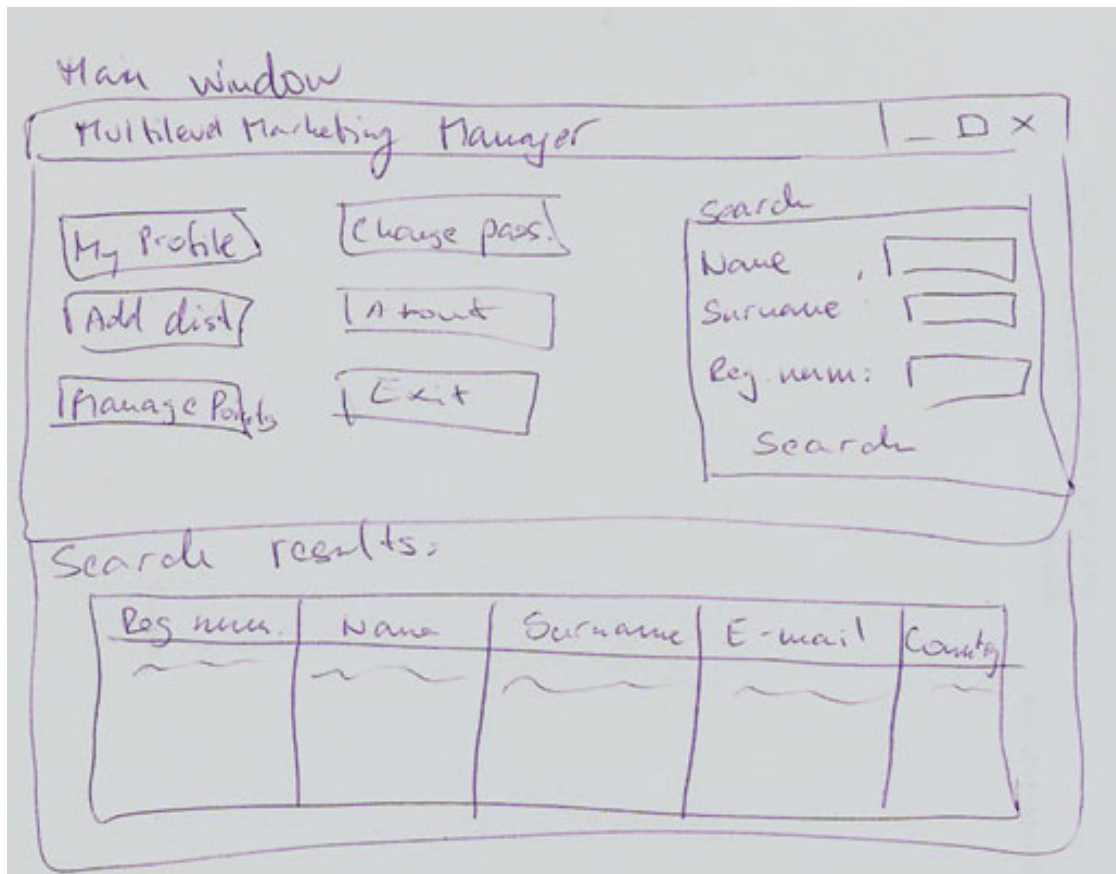 Main window
Multilevel Marketing Manager _ □ ×
My Profile Change pass. Search
Name
Add dist About Surname
Manage Points Exit Reg. num:
Search
Search results:
Reg num. Name Surname E-mail Country